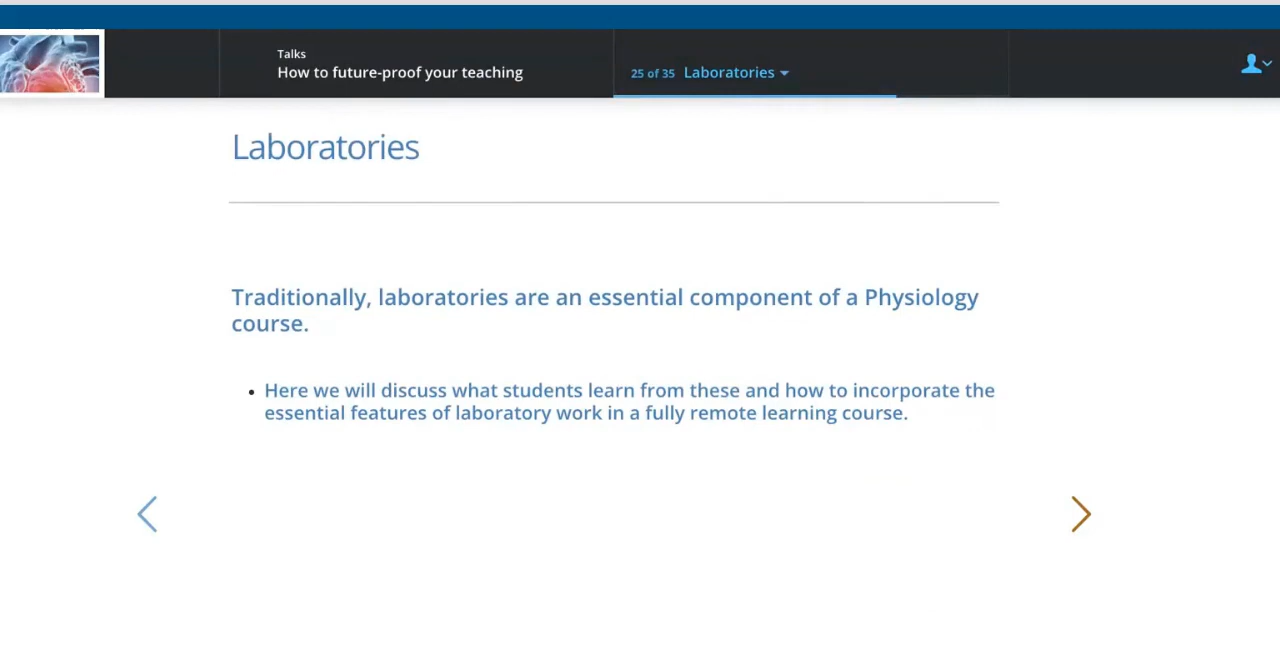 Talks
How to future-proof your teaching
25 of 35 Laboratories
Laboratories
Traditionally, laboratories are an essential component of a Physiology
course.
• Here we will discuss what students learn from these and how to incorporate the
essential features of laboratory work in a fully remote learning course.